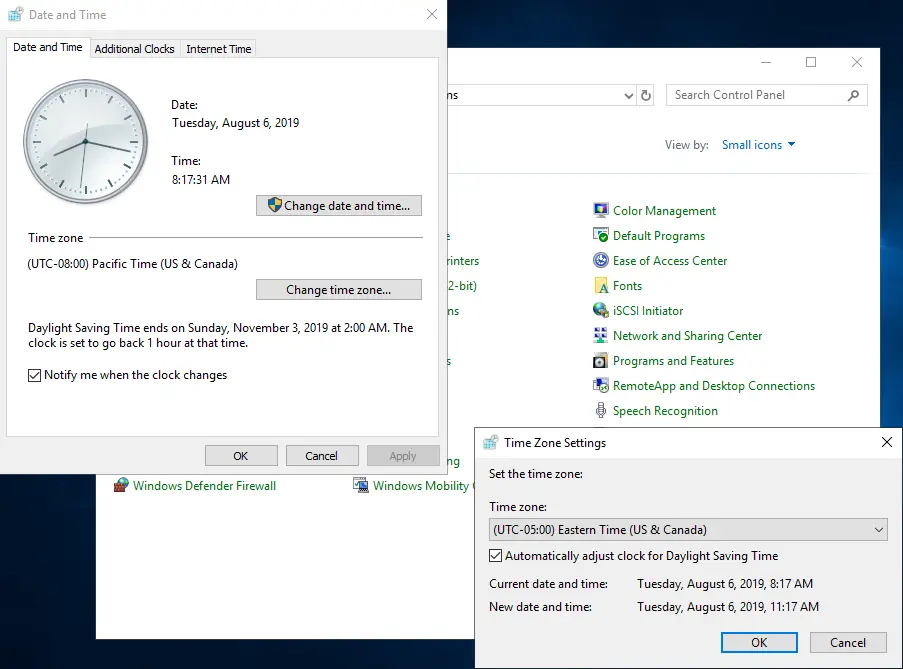 Date and Time
Date and Time
Additional Clocks
Internet Time
Date:
Tuesday, August 6, 2019
Time:
8:17:31 AM
Change date and time...
Time zone
(UTC-08:00) Pacific Time (US & Canada)
Change time zone...
Daylight Saving Time ends on Sunday, November 3, 2019 at 2:00 AM. The
clock is set to go back 1 hour at that time.
Notify me when the clock changes
OK
Cancel
Apply
Search Control Panel
View by:
Small icons
Color Management
Default Programs
Ease of Access Center
Fonts
iSCSI Initiator
Network and Sharing Center
Programs and Features
RemoteApp and Desktop Connections
Speech Recognition
Windows Defender Firewall
Windows Mobility
Time Zone Settings
Set the time zone:
Time zone:
(UTC-05:00) Eastern Time (US & Canada)
Automatically adjust clock for Daylight Saving Time
Current date and time:
Tuesday, August 6, 2019, 8:17 AM
New date and time:
Tuesday, August 6, 2019, 11:17 AM
OK
Cancel